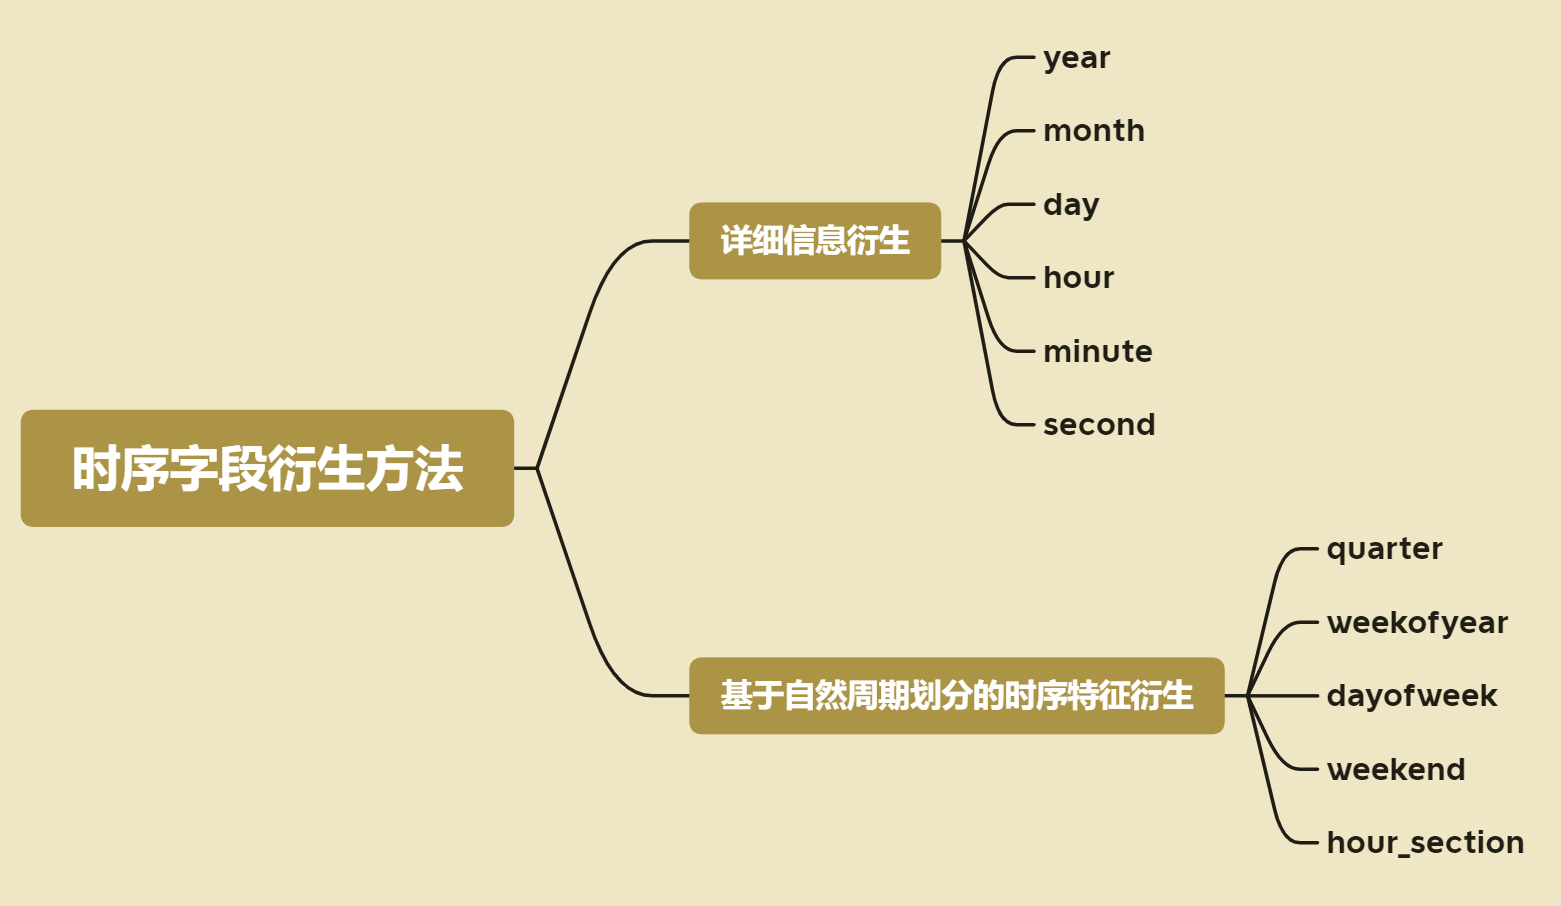 时序字段衍生方法
详细信息衍生
year
month
day
hour
minute
second
基于自然周期划分的时序特征衍生
quarter
weekofyear
dayofweek
weekend
hour_section